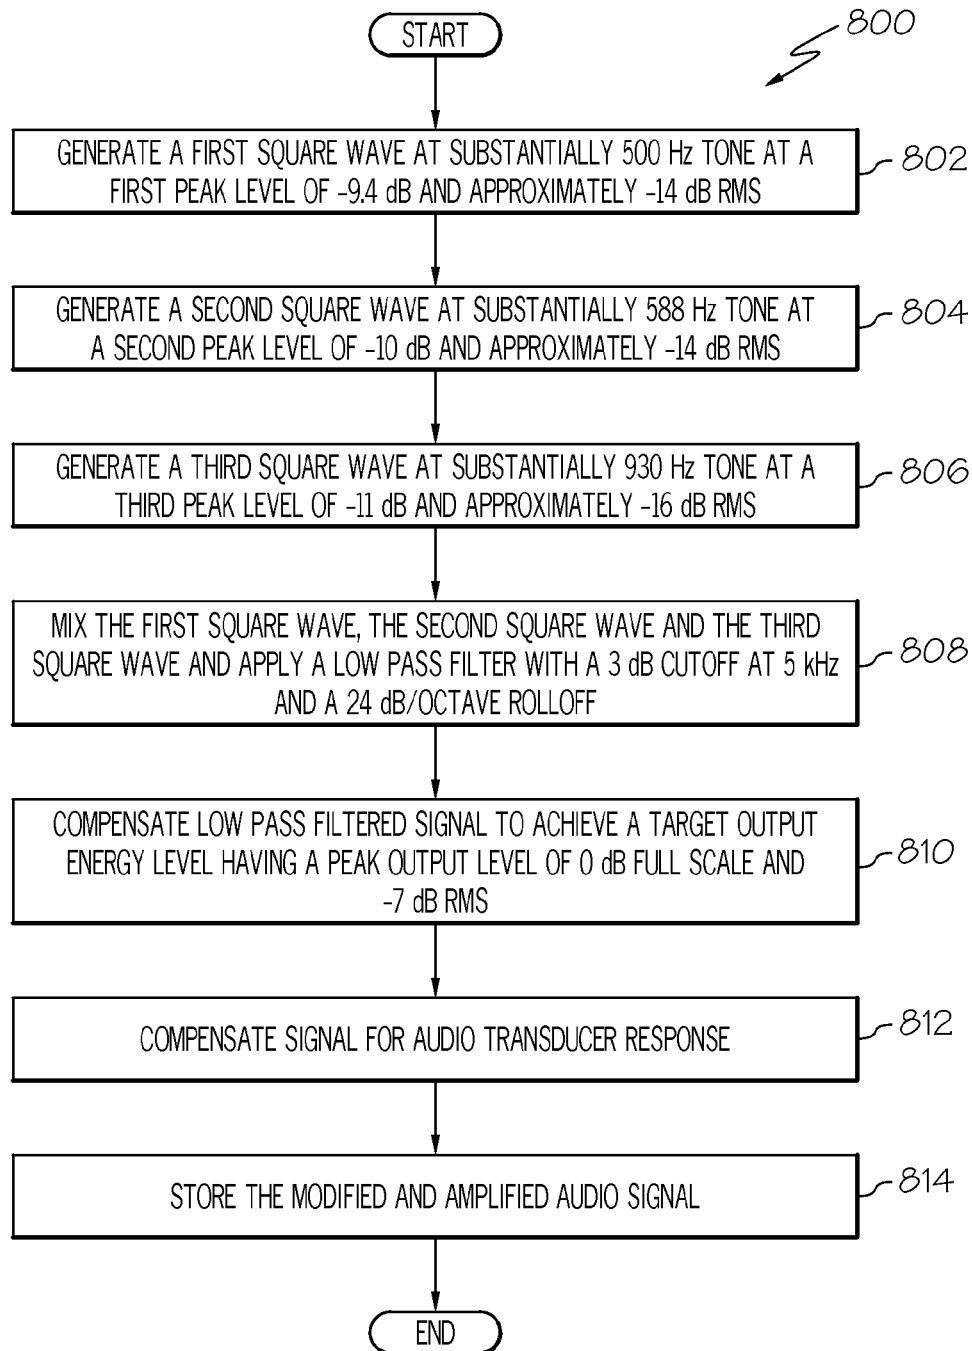 START
800
GENERATE A FIRST SQUARE WAVE AT SUBSTANTIALLY 500 Hz TONE AT A
FIRST PEAK LEVEL OF -9.4 dB AND APPROXIMATELY -14 dB RMS
802
GENERATE A SECOND SQUARE WAVE AT SUBSTANTIALLY 588 Hz TONE AT
A SECOND PEAK LEVEL OF -10 dB AND APPROXIMATELY -14 dB RMS
804
GENERATE A THIRD SQUARE WAVE AT SUBSTANTIALLY 930 Hz TONE AT A
THIRD PEAK LEVEL OF -11 dB AND APPROXIMATELY -16 dB RMS
806
MIX THE FIRST SQUARE WAVE, THE SECOND SQUARE WAVE AND THE THIRD
SQUARE WAVE AND APPLY A LOW PASS FILTER WITH A 3 dB CUTOFF AT 5 kHz
AND A 24 dB/OCTAVE ROLLOFF
808
COMPENSATE LOW PASS FILTERED SIGNAL TO ACHIEVE A TARGET OUTPUT
ENERGY LEVEL HAVING A PEAK OUTPUT LEVEL OF 0 dB FULL SCALE AND
-7 dB RMS
810
COMPENSATE SIGNAL FOR AUDIO TRANSDUCER RESPONSE
812
STORE THE MODIFIED AND AMPLIFIED AUDIO SIGNAL
814
END